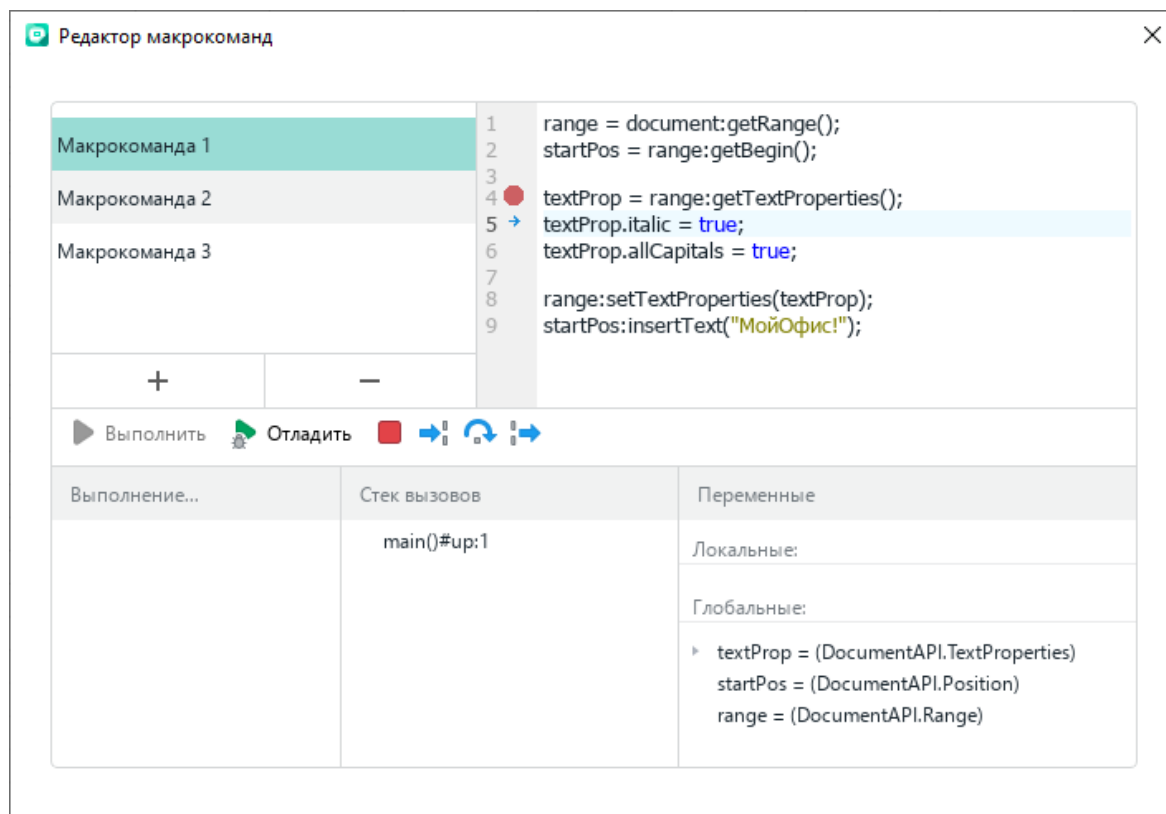 Редактор макрокоманд
Макрокоманда 1
Макрокоманда 2
Макрокоманда 3
1 range = document:getRange();
2 startPos = range:getBegin();
3
4 textProp = range:getTextProperties();
5 textProp.italic = true;
6 textProp.allCapitals = true;
7
8 range:setTextProperties(textProp);
9 startPos:insertText("МойОфис!");
+ −
Выполнить Отладить
Выполнение... Стек вызовов Переменные
main()#up:1
Локальные:
Глобальные:
textProp = (DocumentAPI.TextProperties)
startPos = (DocumentAPI.Position)
range = (DocumentAPI.Range)